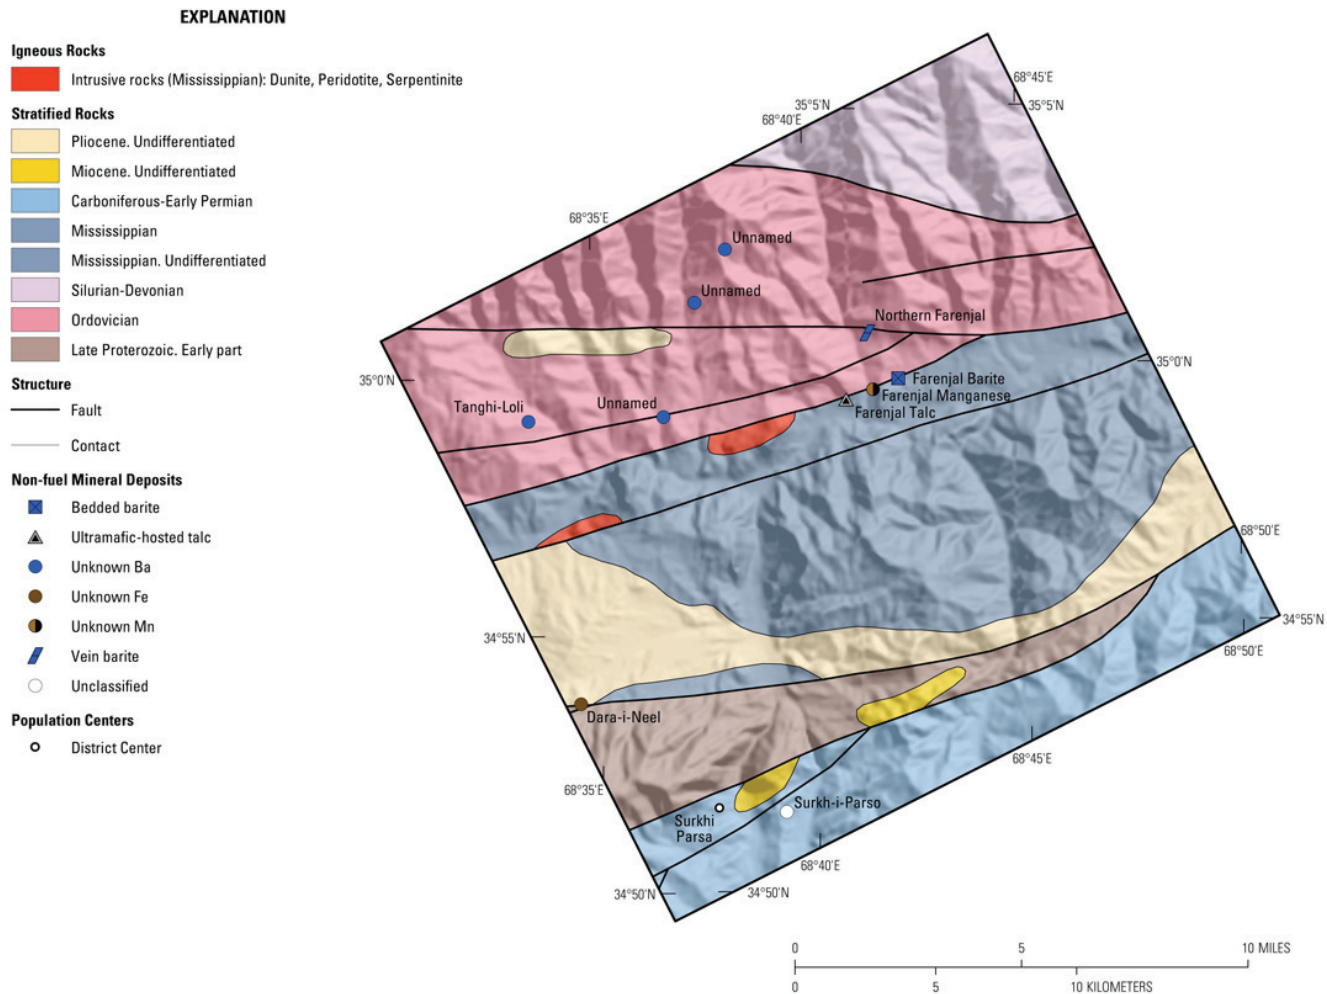 EXPLANATION
Igneous Rocks
Intrusive rocks (Mississippian): Dunite, Peridotite, Serpentinite
Stratified Rocks
Pliocene. Undifferentiated
Miocene. Undifferentiated
Carboniferous-Early Permian
Mississippian
Mississippian. Undifferentiated
Silurian-Devonian
Ordovician
Late Proterozoic. Early part
Structure
Fault
Contact
Non-fuel Mineral Deposits
Bedded barite
Ultramafic-hosted talc
Unknown Ba
Unknown Fe
Unknown Mn
Vein barite
Unclassified
Population Centers
District Center
68°45'E
35°5'N
35°5'N
68°40'E
68°35'E
Unnamed
Unnamed
Northern Farenjal
35°0'N
35°0'N
Farenjal Barite
Farenjal Manganese
Farenjal Talc
Tanghi-Loli
Unnamed
68°50'E
34°55'N
34°55'N
68°50'E
Dara-i-Neel
68°45'E
68°35'E
Surkh-i-Parso
Surkhi
Parsa
68°40'E
34°50'N
34°50'N
0 5 10 MILES
0 5 10 KILOMETERS